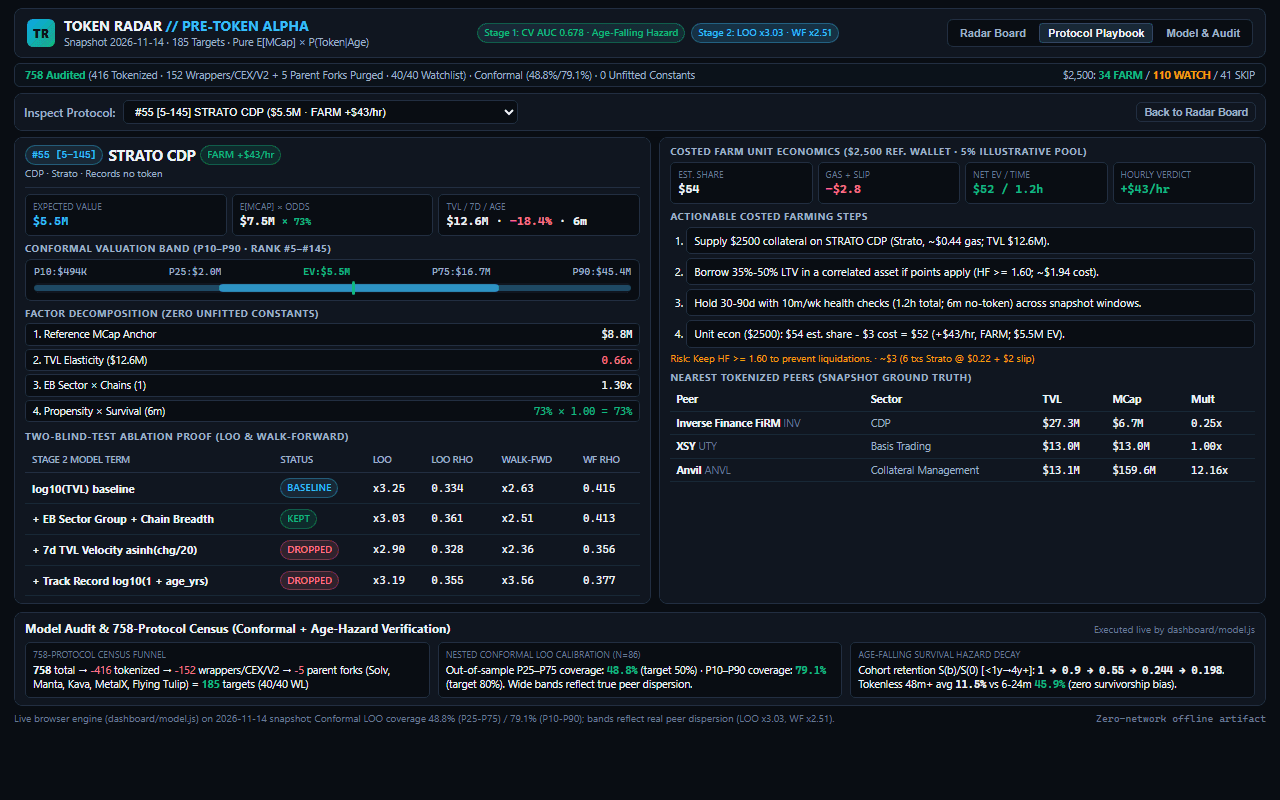 TR
TOKEN RADAR // PRE-TOKEN ALPHA
Snapshot 2026-11-14 · 185 Targets · Pure E[MCap] × P(Token|Age)
Stage 1: CV AUC 0.678 · Age-Falling Hazard
Stage 2: LOO x3.03 · WF x2.51
Radar Board
Protocol Playbook
Model & Audit
758 Audited (416 Tokenized · 152 Wrappers/CEX/V2 + 5 Parent Forks Purged · 40/40 Watchlist) · Conformal (48.8%/79.1%) · 0 Unfitted Constants
$2,500: 34 FARM / 110 WATCH / 41 SKIP
Inspect Protocol:
#55 [5-145] STRATO CDP ($5.5M · FARM +$43/hr)
Back to Radar Board
#55 [5–145] STRATO CDP FARM +$43/hr
CDP · Strato · Records no token
EXPECTED VALUE
$5.5M
E[MCAP] × ODDS
$7.5M × 73%
TVL / 7D / AGE
$12.6M · −18.4% · 6m
CONFORMAL VALUATION BAND (P10–P90 · RANK #5–#145)
P10:$494K P25:$2.0M EV:$5.5M P75:$16.7M P90:$45.4M
FACTOR DECOMPOSITION (ZERO UNFITTED CONSTANTS)
1. Reference MCap Anchor $8.8M
2. TVL Elasticity ($12.6M) 0.66x
3. EB Sector × Chains (1) 1.30x
4. Propensity × Survival (6m) 73% × 1.00 = 73%
TWO-BLIND-TEST ABLATION PROOF (LOO & WALK-FORWARD)
STAGE 2 MODEL TERM STATUS LOO LOO RHO WALK-FWD WF RHO
log10(TVL) baseline BASELINE x3.25 0.334 x2.63 0.415
+ EB Sector Group + Chain Breadth KEPT x3.03 0.361 x2.51 0.413
+ 7d TVL Velocity asinh(chg/20) DROPPED x2.90 0.328 x2.36 0.356
+ Track Record log10(1 + age_yrs) DROPPED x3.19 0.355 x3.56 0.377
COSTED FARM UNIT ECONOMICS ($2,500 REF. WALLET · 5% ILLUSTRATIVE POOL)
EST. SHARE
$54
GAS + SLIP
−$2.8
NET EV / TIME
$52 / 1.2h
HOURLY VERDICT
+$43/hr
ACTIONABLE COSTED FARMING STEPS
1. Supply $2500 collateral on STRATO CDP (Strato, ~$0.44 gas; TVL $12.6M).
2. Borrow 35%-50% LTV in a correlated asset if points apply (HF >= 1.60; ~$1.94 cost).
3. Hold 30-90d with 10m/wk health checks (1.2h total; 6m no-token) across snapshot windows.
4. Unit econ ($2500): $54 est. share - $3 cost = $52 (+$43/hr, FARM; $5.5M EV).
Risk: Keep HF >= 1.60 to prevent liquidations. · ~$3 (6 txs Strato @ $0.22 + $2 slip)
NEAREST TOKENIZED PEERS (SNAPSHOT GROUND TRUTH)
Peer Sector TVL MCap Mult
Inverse Finance FiRM INV CDP $27.3M $6.7M 0.25x
XSY UTY Basis Trading $13.0M $13.0M 1.00x
Anvil ANVL Collateral Management $13.1M $159.6M 12.16x
Model Audit & 758-Protocol Census (Conformal + Age-Hazard Verification)
Executed live by dashboard/model.js
758-PROTOCOL CENSUS FUNNEL
758 total → -416 tokenized → -152 wrappers/CEX/V2 → -5 parent forks (Solv,
Manta, Kava, MetalX, Flying Tulip) = 185 targets (40/40 WL)
NESTED CONFORMAL LOO CALIBRATION (N=86)
Out-of-sample P25–P75 coverage: 48.8% (target 50%) · P10–P90 coverage: 79.1%
(target 80%). Wide bands reflect true peer dispersion.
AGE-FALLING SURVIVAL HAZARD DECAY
Cohort retention S(b)/S(0) [<1y→4y+]: 1 → 0.9 → 0.55 → 0.244 → 0.198.
Tokenless 48m+ avg 11.5% vs 6-24m 45.9% (zero survivorship bias).
Live browser engine (dashboard/model.js) on 2026-11-14 snapshot; Conformal LOO coverage 48.8% (P25-P75) / 79.1% (P10-P90); bands reflect real peer dispersion (LOO x3.03, WF x2.51).
Zero-network offline artifact